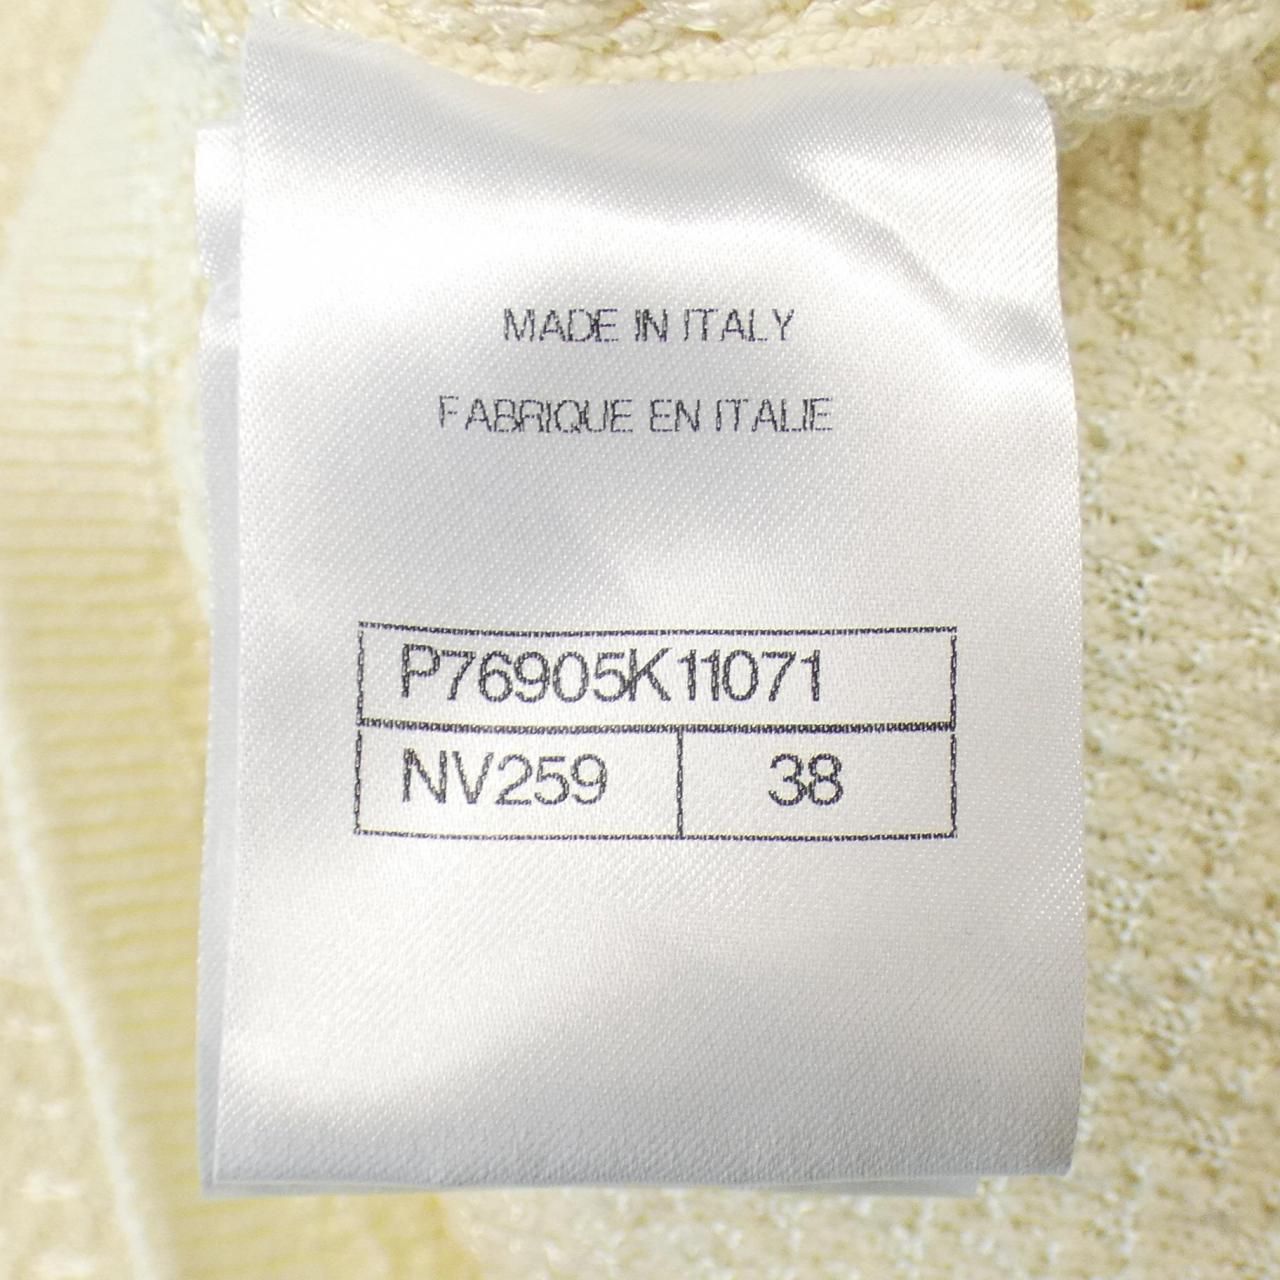 MADE IN ITALY
FABRIQUE EN ITALIE
P76905K11071
NV259 38